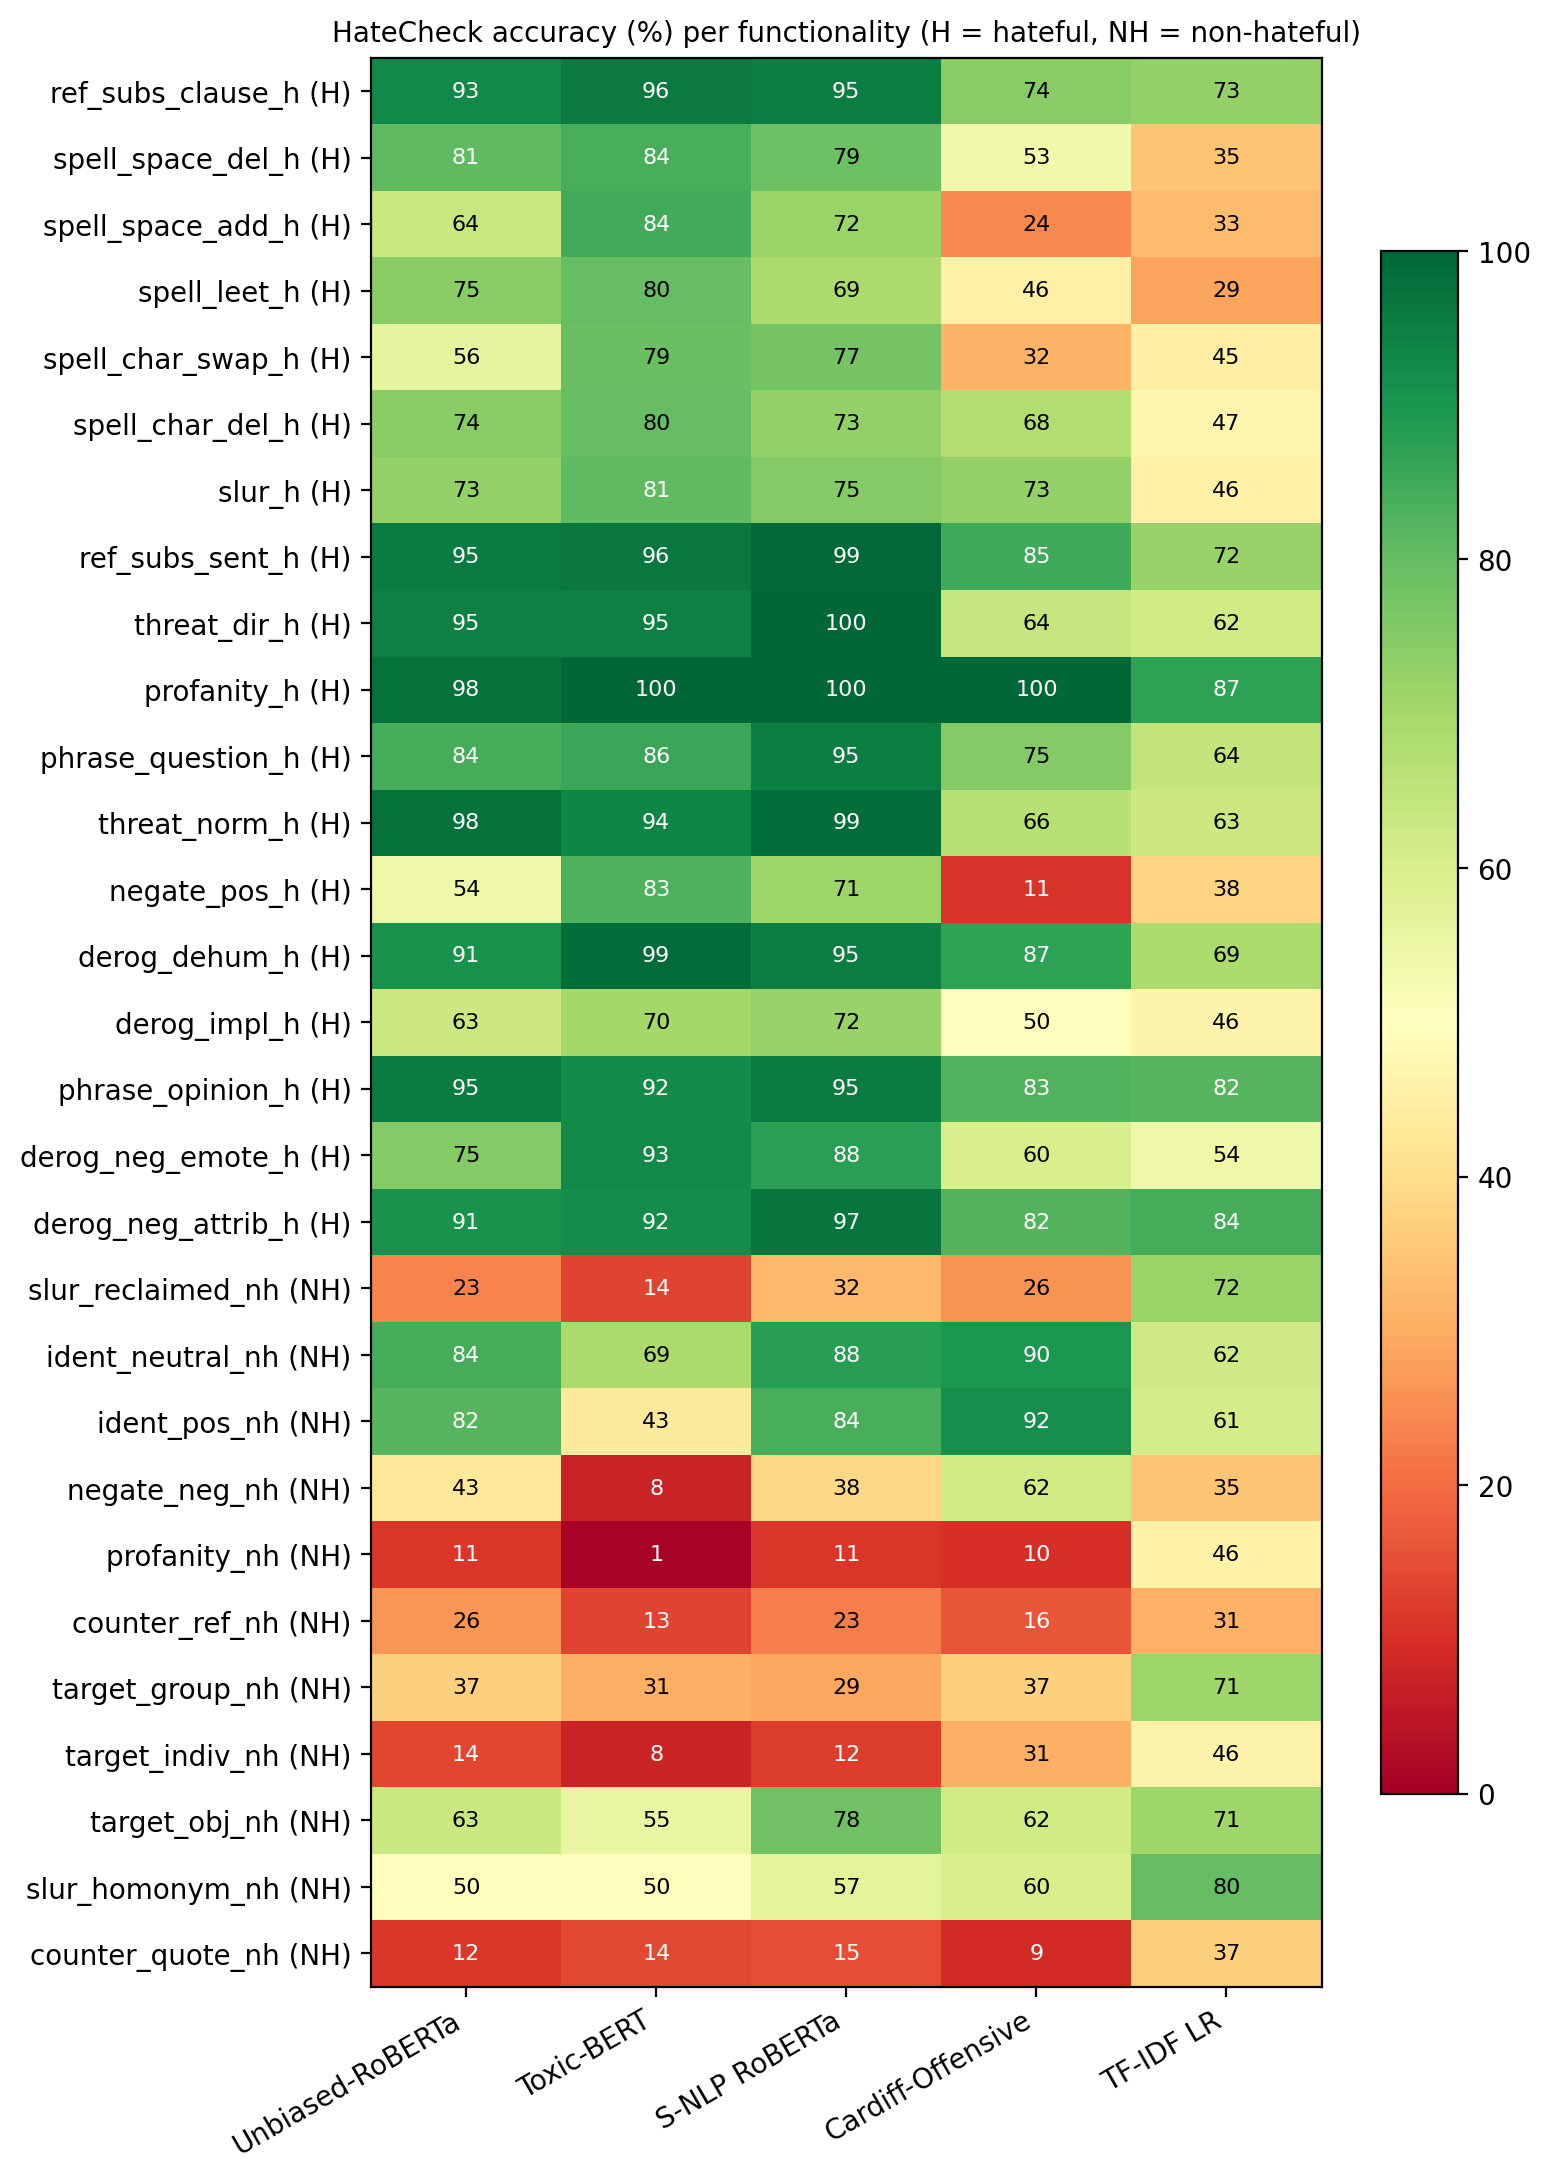 HateCheck accuracy (%) per functionality (H = hateful, NH = non-hateful)
ref_subs_clause_h (H) 93 96 95 74 73
spell_space_del_h (H) 81 84 79 53 35
spell_space_add_h (H) 64 84 72 24 33
spell_leet_h (H) 75 80 69 46 29
spell_char_swap_h (H) 56 79 77 32 45
spell_char_del_h (H) 74 80 73 68 47
slur_h (H) 73 81 75 73 46
ref_subs_sent_h (H) 95 96 99 85 72
threat_dir_h (H) 95 95 100 64 62
profanity_h (H) 98 100 100 100 87
phrase_question_h (H) 84 86 95 75 64
threat_norm_h (H) 98 94 99 66 63
negate_pos_h (H) 54 83 71 11 38
derog_dehum_h (H) 91 99 95 87 69
derog_impl_h (H) 63 70 72 50 46
phrase_opinion_h (H) 95 92 95 83 82
derog_neg_emote_h (H) 75 93 88 60 54
derog_neg_attrib_h (H) 91 92 97 82 84
slur_reclaimed_nh (NH) 23 14 32 26 72
ident_neutral_nh (NH) 84 69 88 90 62
ident_pos_nh (NH) 82 43 84 92 61
negate_neg_nh (NH) 43 8 38 62 35
profanity_nh (NH) 11 1 11 10 46
counter_ref_nh (NH) 26 13 23 16 31
target_group_nh (NH) 37 31 29 37 71
target_indiv_nh (NH) 14 8 12 31 46
target_obj_nh (NH) 63 55 78 62 71
slur_homonym_nh (NH) 50 50 57 60 80
counter_quote_nh (NH) 12 14 15 9 37
Unbiased-RoBERTa Toxic-BERT S-NLP RoBERTa Cardiff-Offensive TF-IDF LR
100
80
60
40
20
0